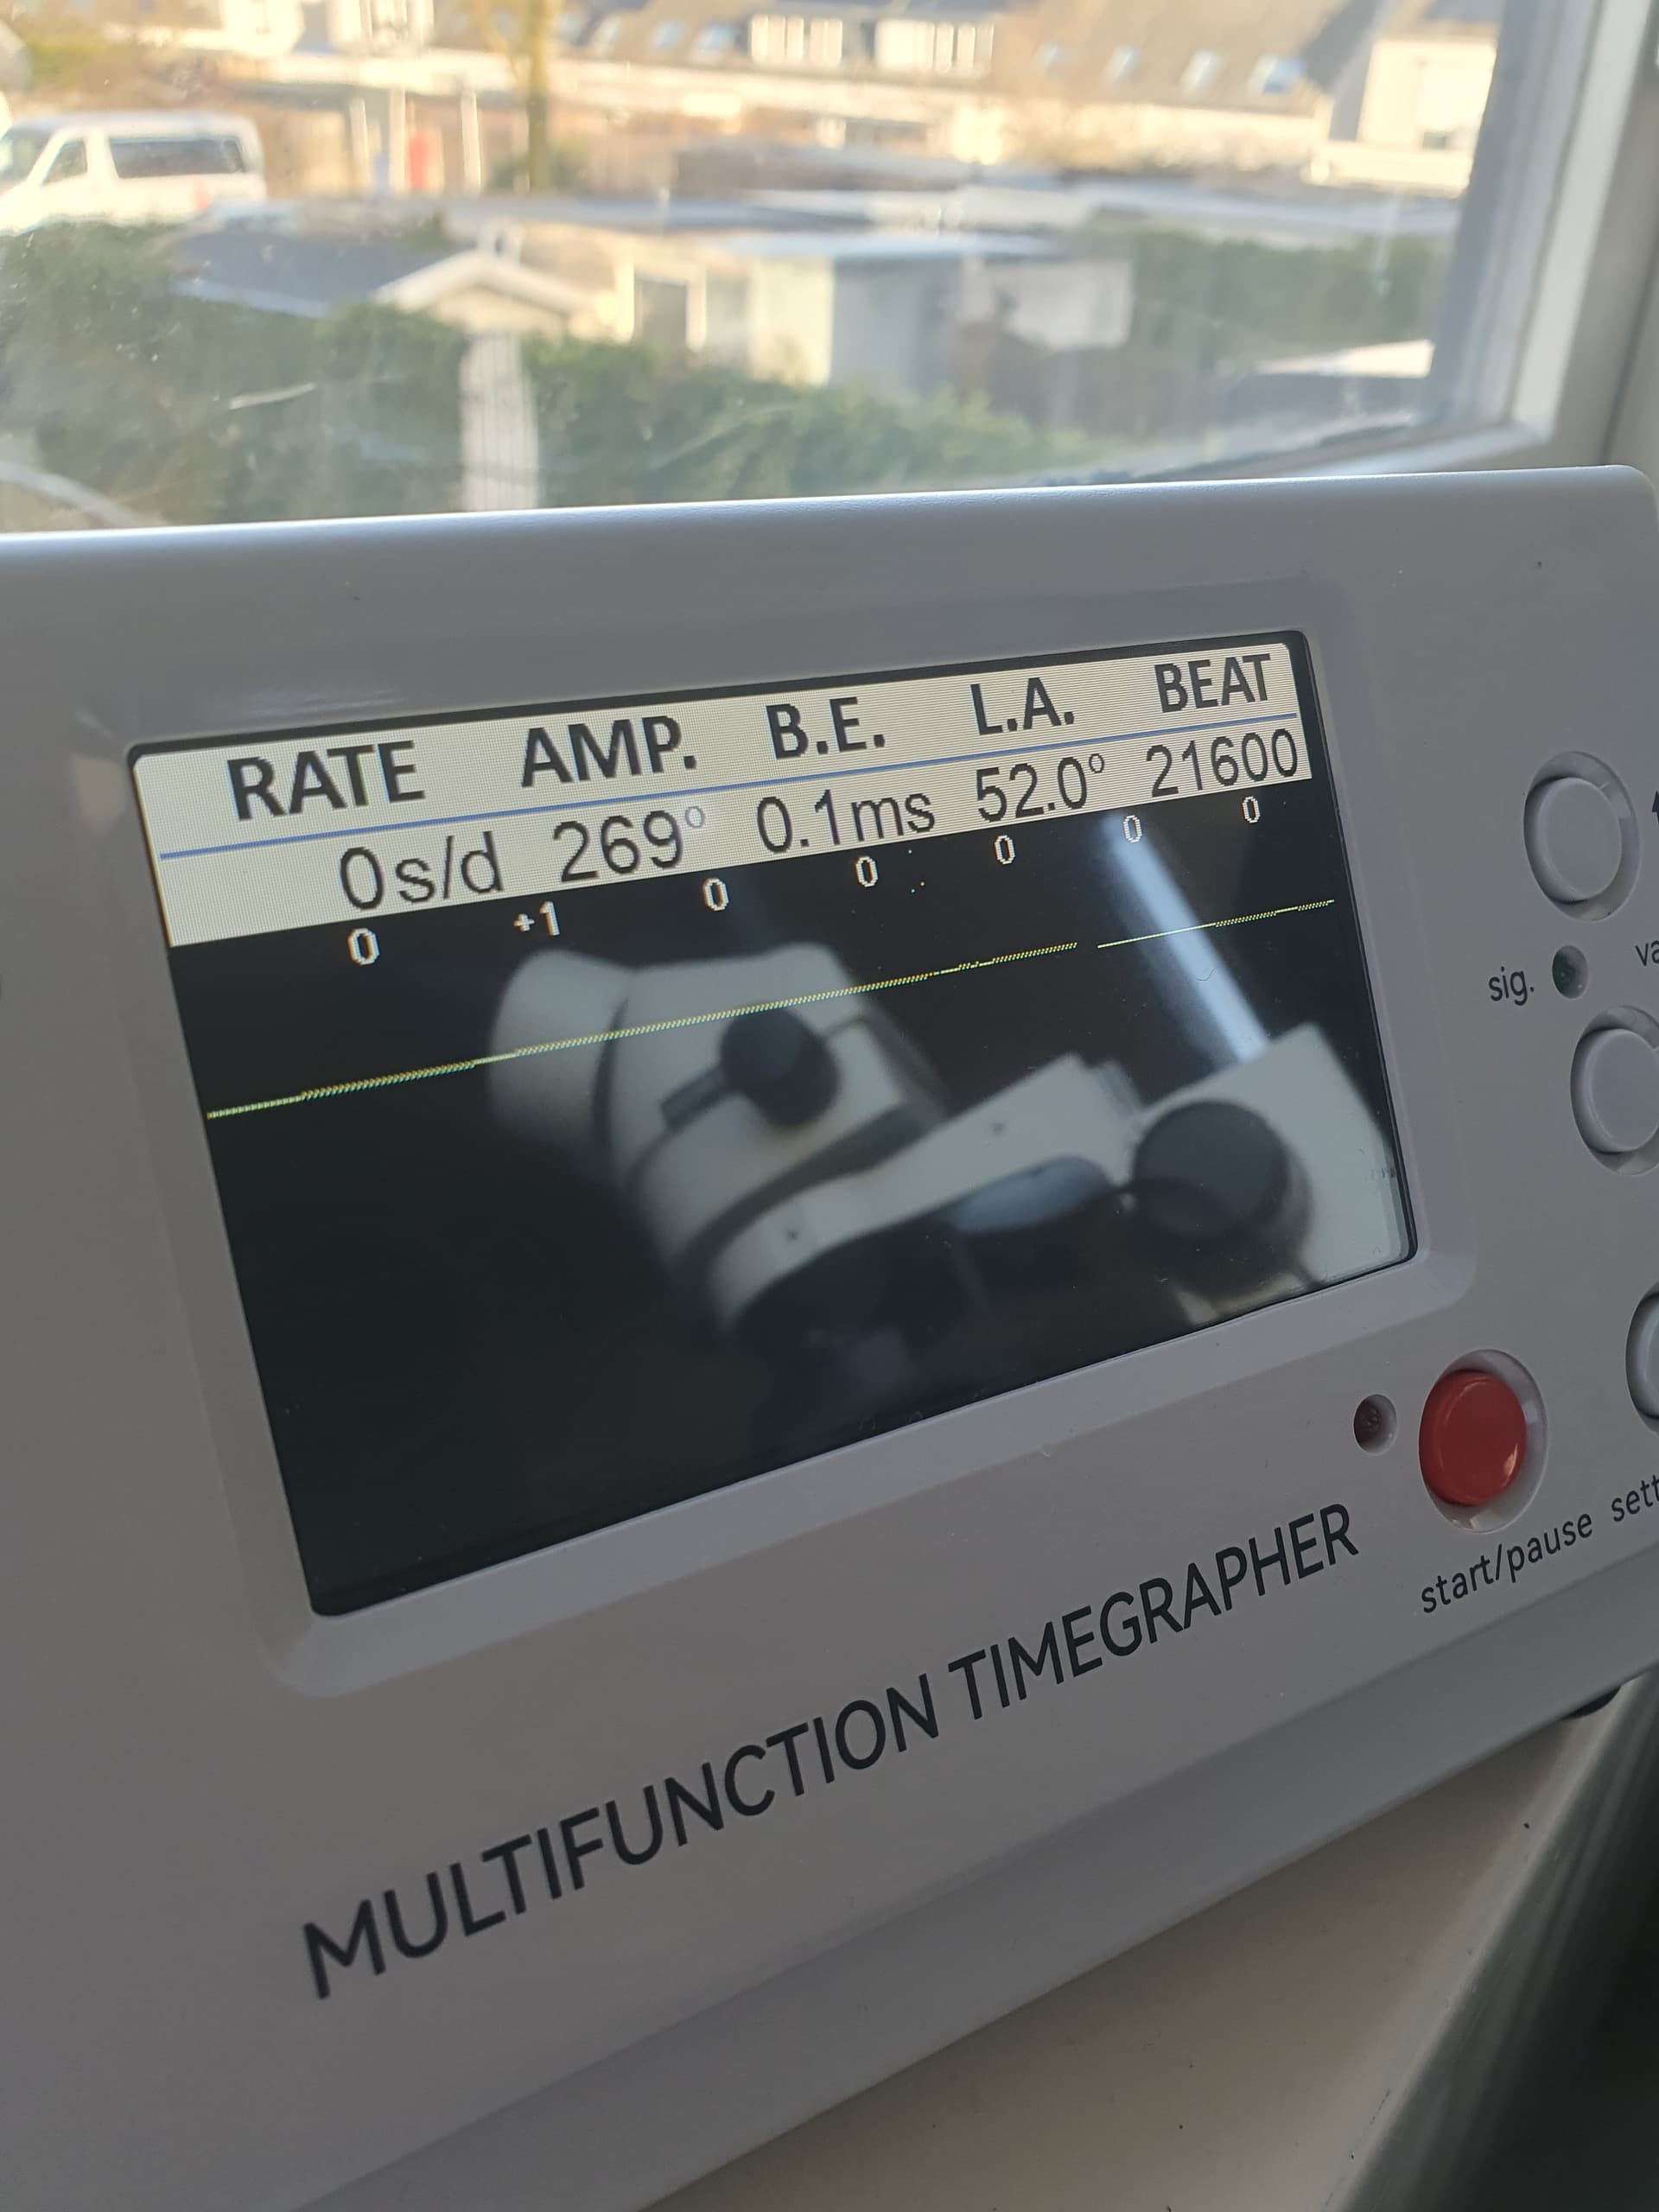 RATE AMP. B.E. L.A. BEAT
0s/d 269° 0.1ms 52.0° 21600
0 +1 0 0 0 0 0
sig.
start/pause
MULTIFUNCTION TIMEGRAPHER